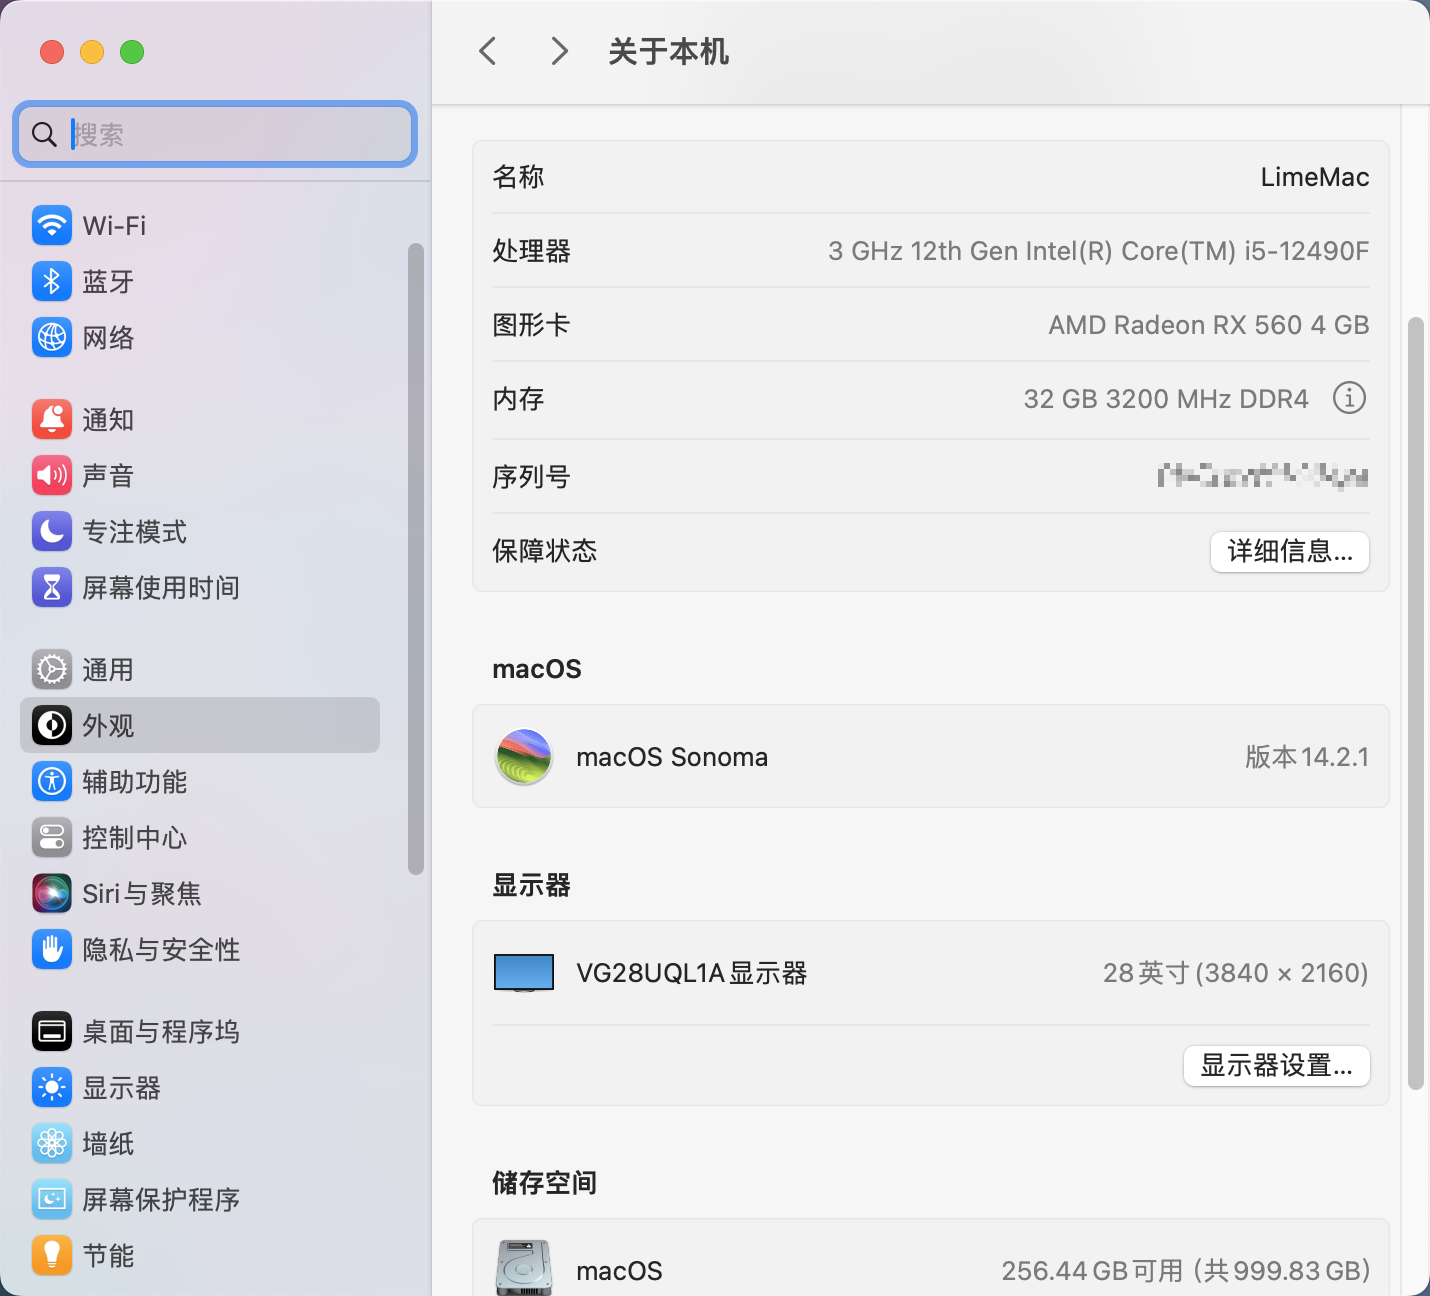 关于本机
搜索
Wi-Fi
蓝牙
网络
通知
声音
专注模式
屏幕使用时间
通用
外观
辅助功能
控制中心
Siri与聚焦
隐私与安全性
桌面与程序坞
显示器
墙纸
屏幕保护程序
节能
名称 LimeMac
处理器 3 GHz 12th Gen Intel(R) Core(TM) i5-12490F
图形卡 AMD Radeon RX 560 4 GB
内存 32 GB 3200 MHz DDR4
序列号
保障状态 详细信息...
macOS
macOS Sonoma 版本 14.2.1
显示器
VG28UQL1A显示器 28英寸 (3840 × 2160)
显示器设置...
储存空间
macOS 256.44 GB可用 (共 999.83 GB)